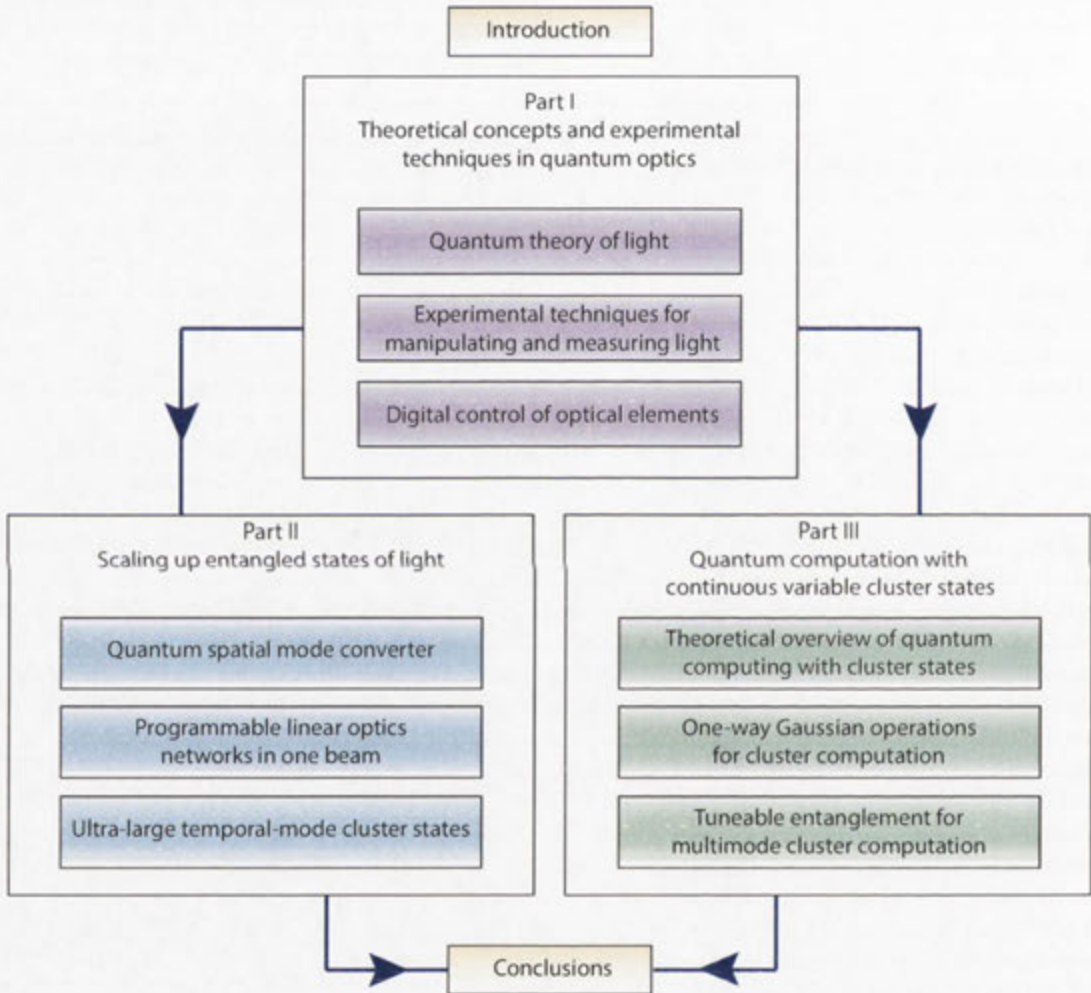 Introduction
Part I
Theoretical concepts and experimental
techniques in quantum optics
Quantum theory of light
Experimental techniques for
manipulating and measuring light
Digital control of optical elements
Part II
Scaling up entangled states of light
Quantum spatial mode converter
Programmable linear optics
networks in one beam
Ultra-large temporal-mode cluster states
Part III
Quantum computation with
continuous variable cluster states
Theoretical overview of quantum
computing with cluster states
One-way Gaussian operations
for cluster computation
Tuneable entanglement for
multimode cluster computation
Conclusions